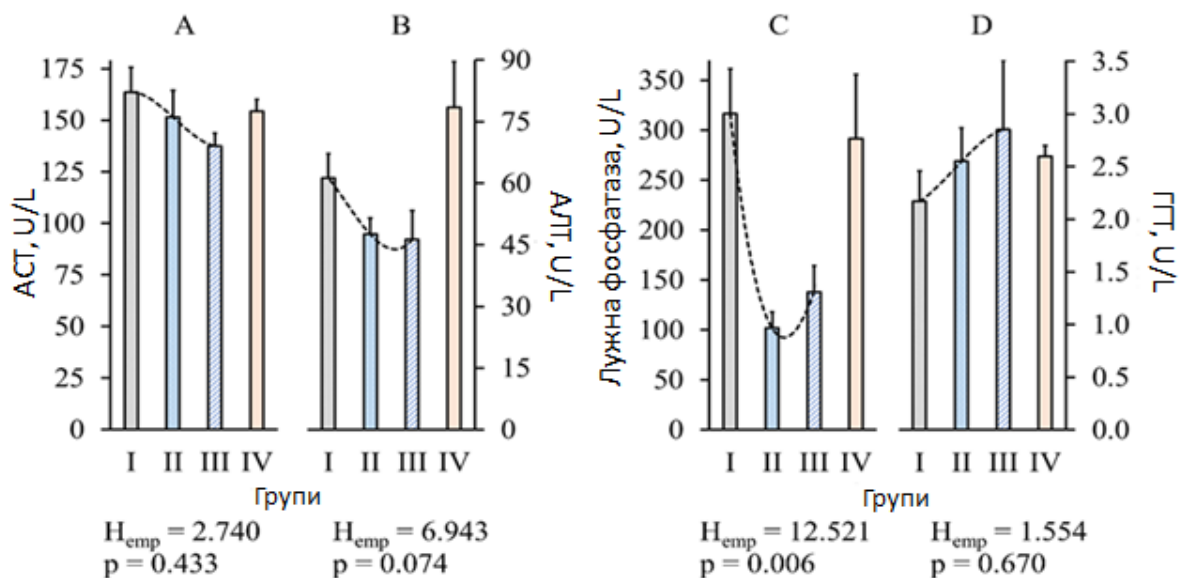 A
B
C
D
АСТ, U/L
175
150
125
100
75
50
25
0
90
75
60
45
30
15
0
АЛТ, U/L
Лужна фосфатаза, U/L
350
300
250
200
150
100
50
0
3.5
3.0
2.5
2.0
1.5
1.0
0.5
0.0
ГГТ, U/L
I II III IV
I II III IV
I II III IV
I II III IV
Групи
Групи
Hemp = 2.740
p = 0.433
Hemp = 6.943
p = 0.074
Hemp = 12.521
p = 0.006
Hemp = 1.554
p = 0.670